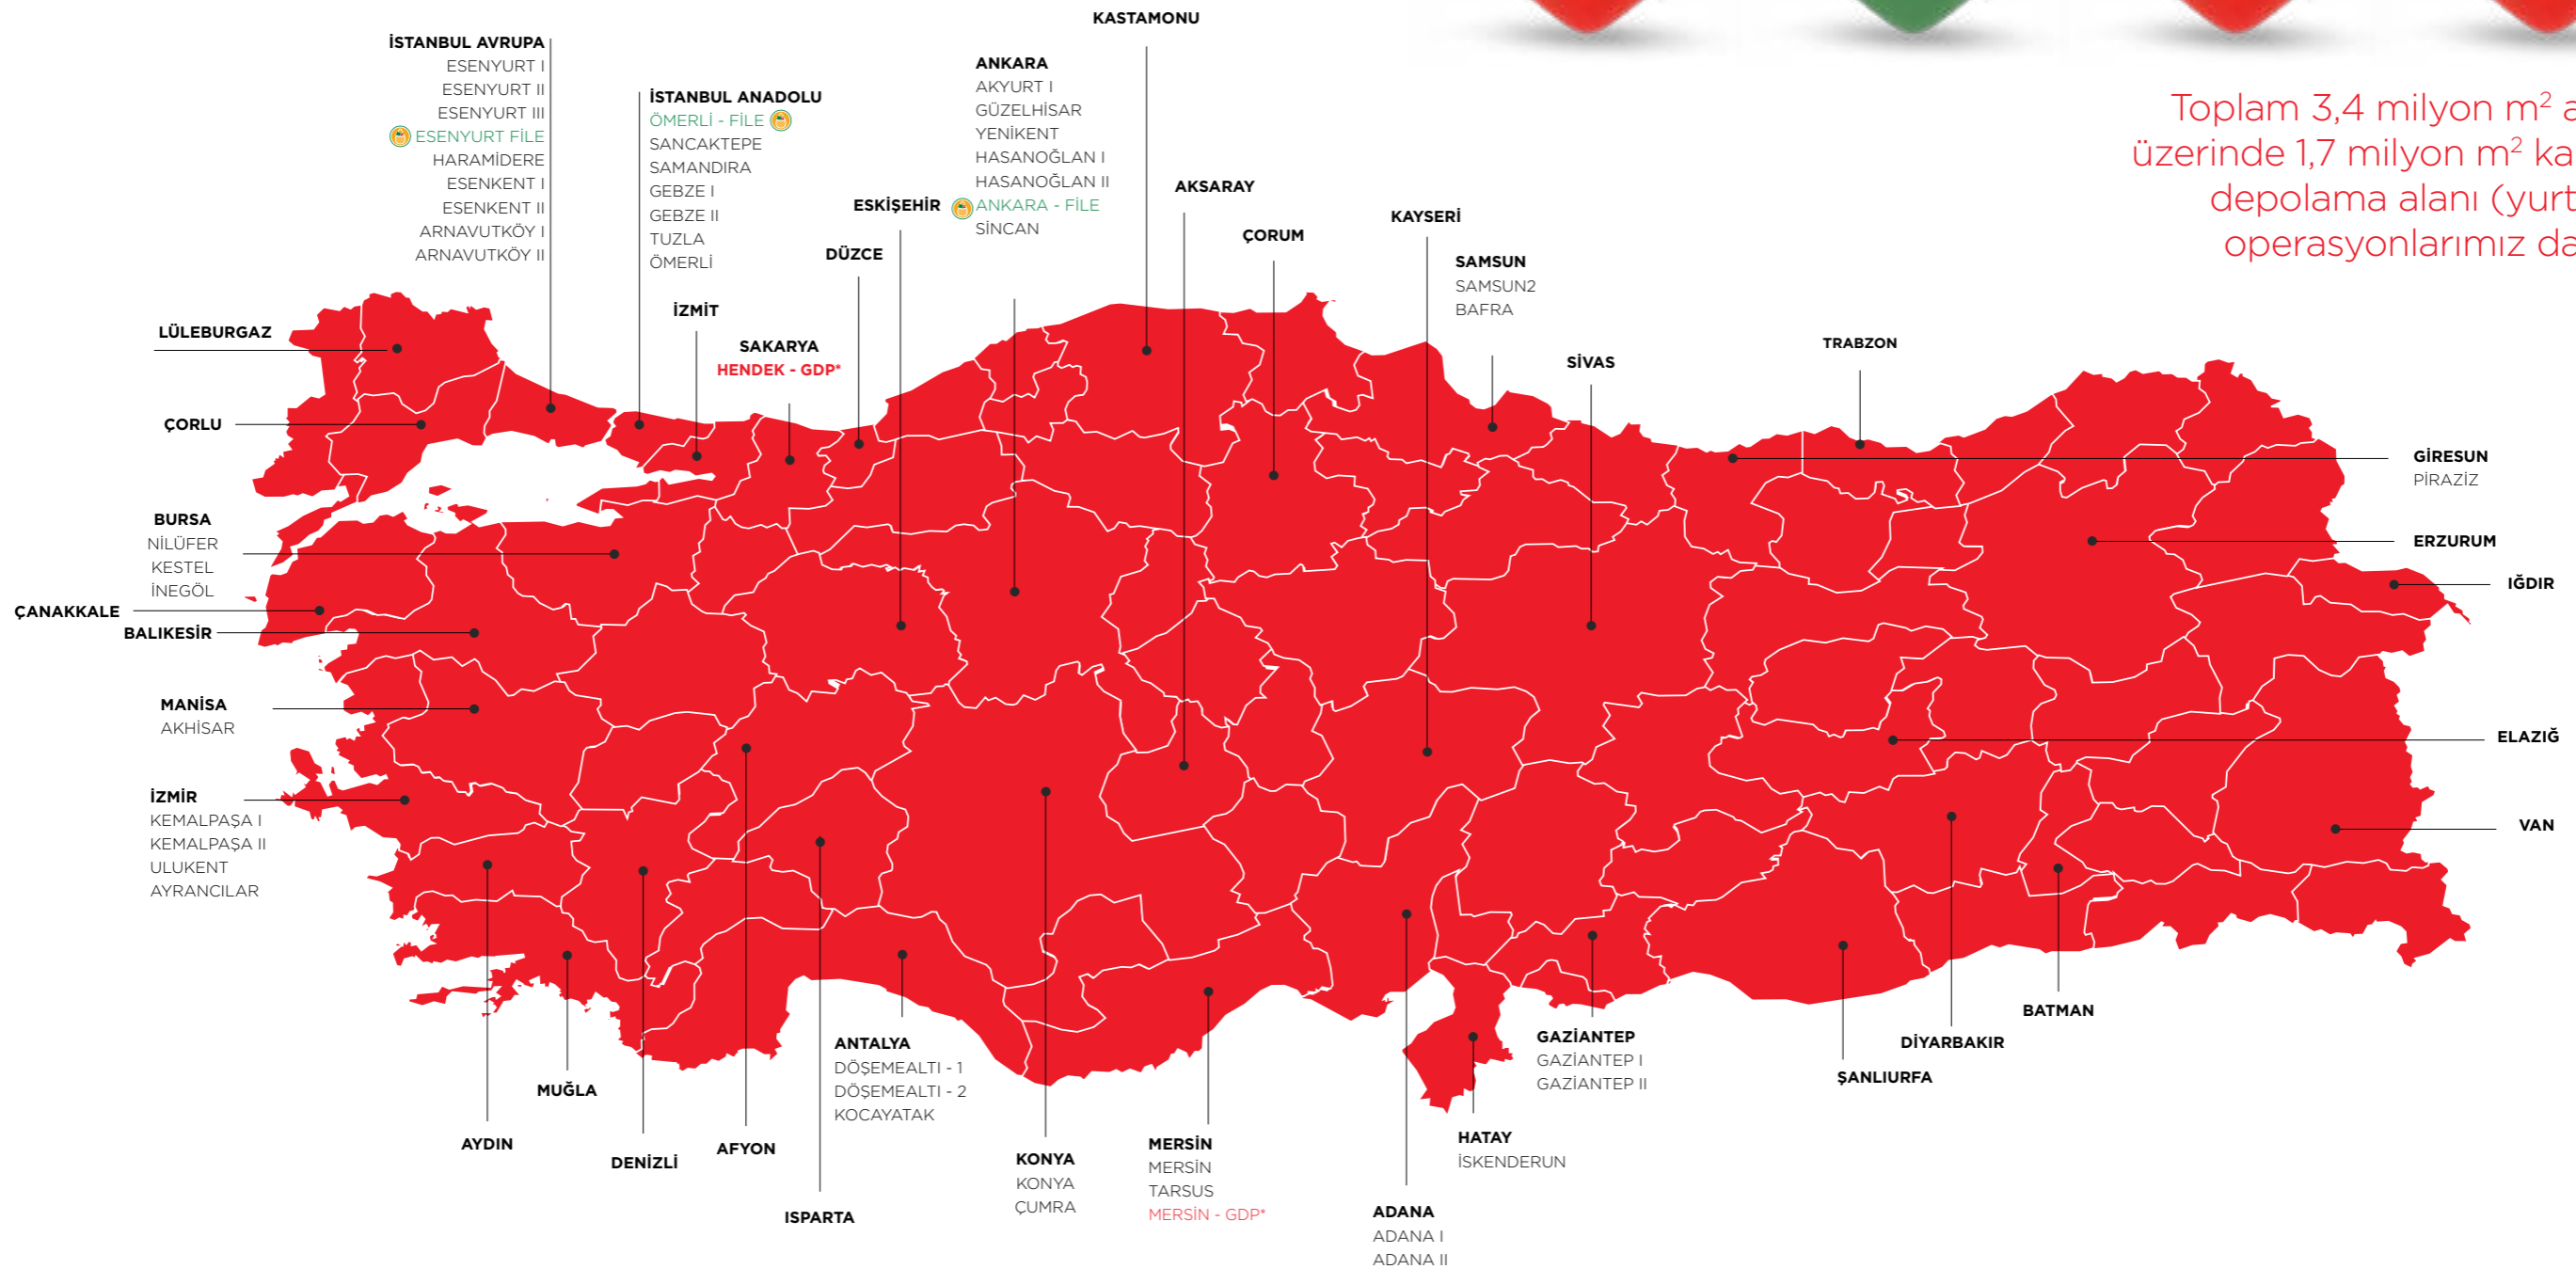 KASTAMONU
İSTANBUL AVRUPA
ESENYURT I
ESENYURT II
ESENYURT III
ESENYURT FİLE
HARAMİDERE
ESENKENT I
ESENKENT II
ARNAVUTKÖY I
ARNAVUTKÖY II
İSTANBUL ANADOLU
ÖMERLİ - FİLE
SANCAKTEPE
SAMANDIRA
GEBZE I
GEBZE II
TUZLA
ÖMERLİ
ANKARA
AKYURT I
GÜZELHİSAR
YENİKENT
HASANOĞLAN I
HASANOĞLAN II
ANKARA - FİLE
SİNCAN
Toplam 3,4 milyon m²
üzerinde 1,7 milyon m²
depolama alanı
operasyonlarımız
ESKİŞEHİR
DÜZCE
AKSARAY
ÇORUM
KAYSERİ
SAMSUN
SAMSUN2
BAFRA
İZMİT
SAKARYA
HENDEK - GDP*
SİVAS
TRABZON
LÜLEBURGAZ
ÇORLU
GİRESUN
PİRAZİZ
BURSA
NİLÜFER
KESTEL
İNEGÖL
ERZURUM
IĞDIR
ÇANAKKALE
BALIKESİR
MANİSA
AKHİSAR
ELAZIĞ
İZMİR
KEMALPAŞA I
KEMALPAŞA II
ULUKENT
AYRANCILAR
VAN
BATMAN
DİYARBAKIR
ŞANLIURFA
GAZİANTEP
GAZİANTEP I
GAZİANTEP II
ANTALYA
DÖŞEMEALTI - 1
DÖŞEMEALTI - 2
KOCAYATAK
MUĞLA
AYDIN
DENİZLİ
AFYON
ISPARTA
KONYA
KONYA
ÇUMRA
MERSİN
MERSİN
TARSUS
MERSİN - GDP*
HATAY
İSKENDERUN
ADANA
ADANA I
ADANA II